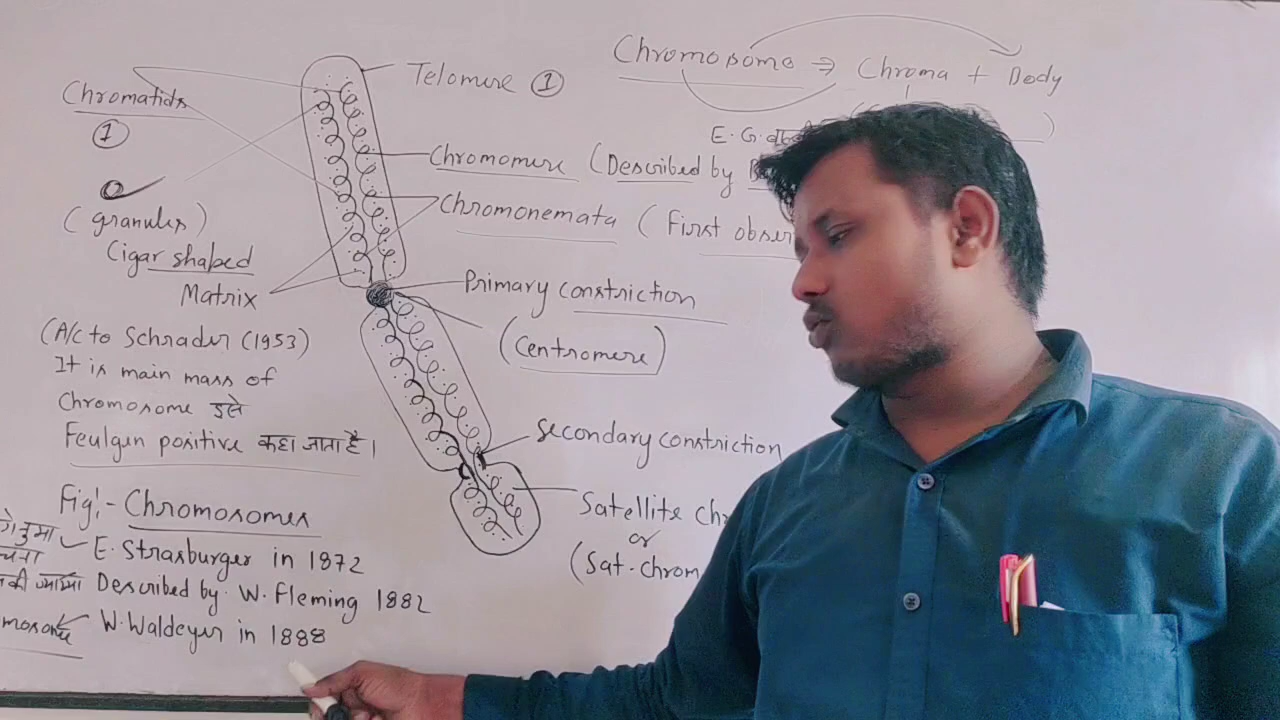 Chromosome ⇒ Chroma + Body
E. G.
Telomere ①
Chromatids
①
Chromomere (Described by
Chromonemata (First obser
(granules)
Cigar shaped
Matrix
Primary constriction
(Centromere)
(A/C to Schrader (1953)
It is main mass of
Chromosome इसे
Feulgen positive कहा जाता है।
secondary constriction
Satellite Ch
or
(Sat. chrom
Fig:- Chromosomes
E. Strasburger in 1872
Described by. W. Fleming 1882
mosome W. Waldeyer in 1888